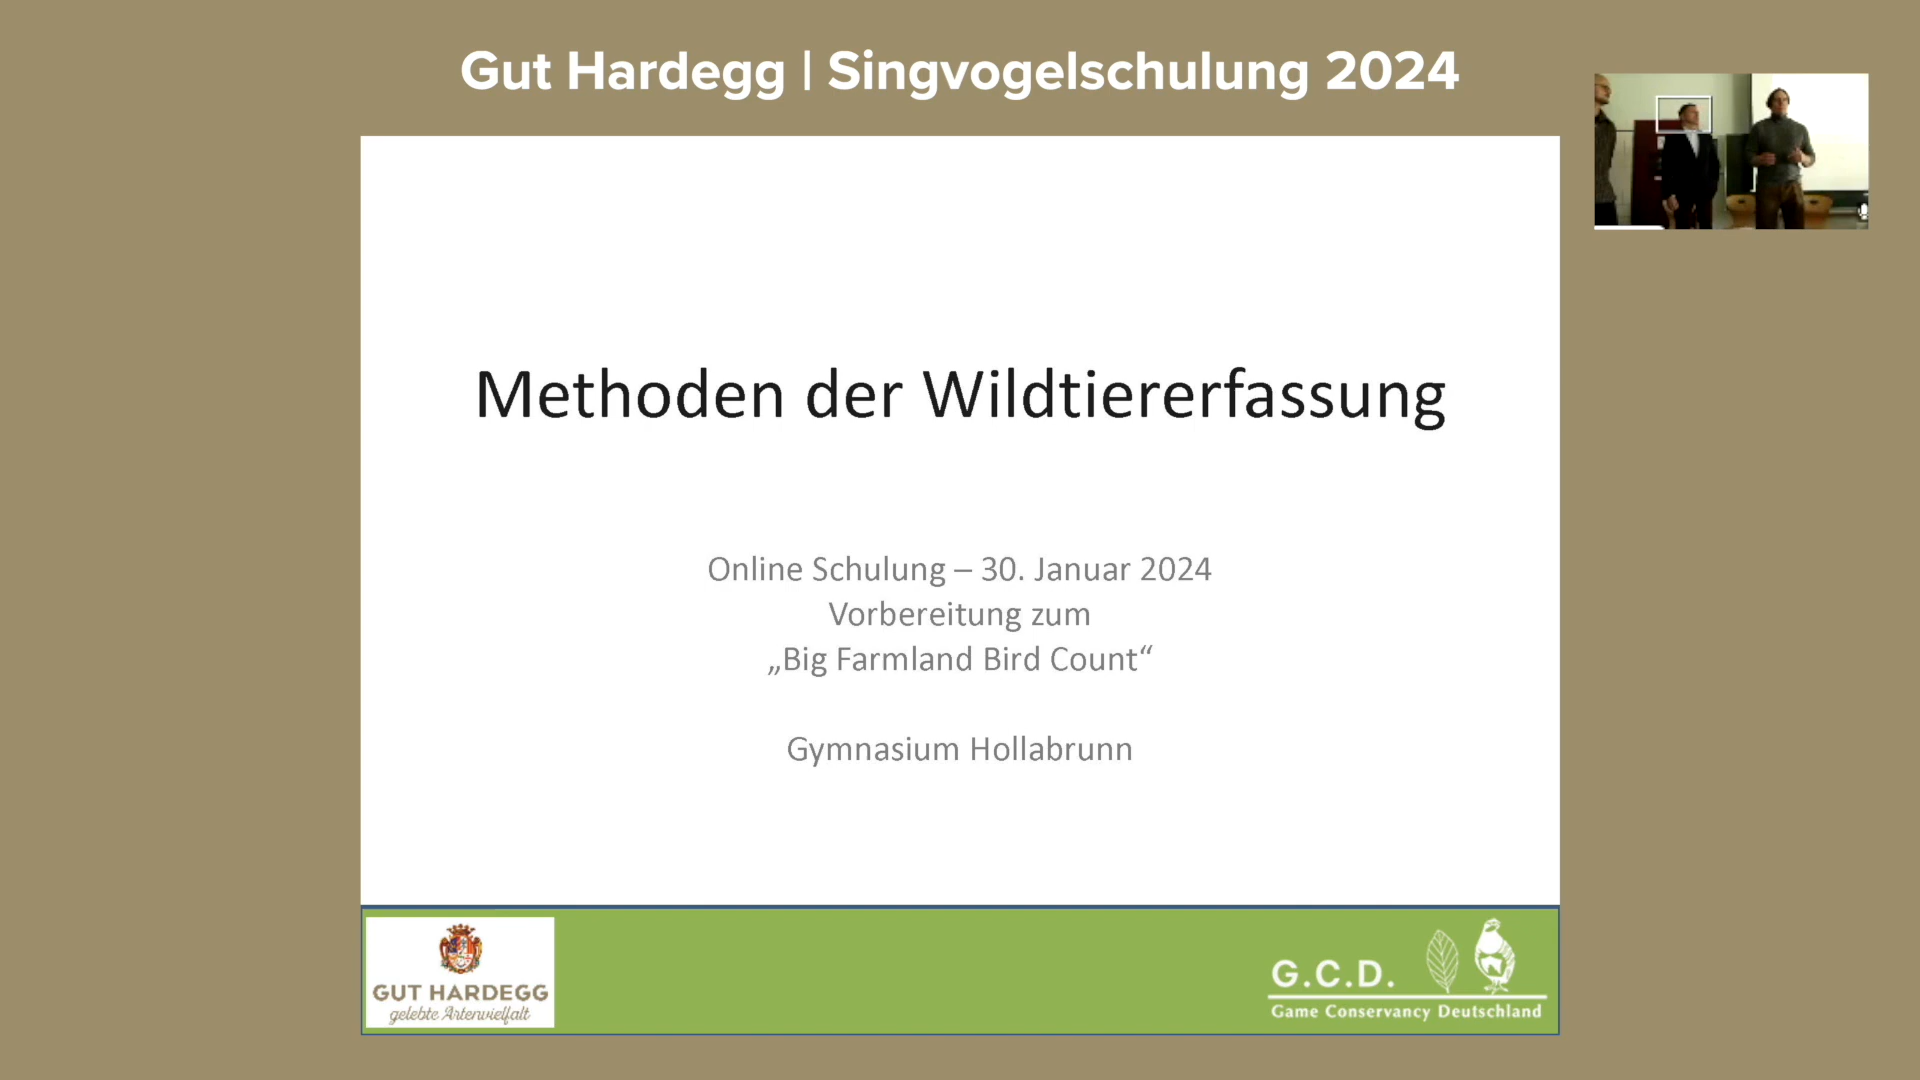 Gut Hardegg | Singvogelschulung 2024
Methoden der Wildtiererfassung
Online Schulung – 30. Januar 2024
Vorbereitung zum
„Big Farmland Bird Count“
Gymnasium Hollabrunn
GUT HARDEGG
gelebte Artenvielfalt
G.C.D.
Game Conservancy Deutschland